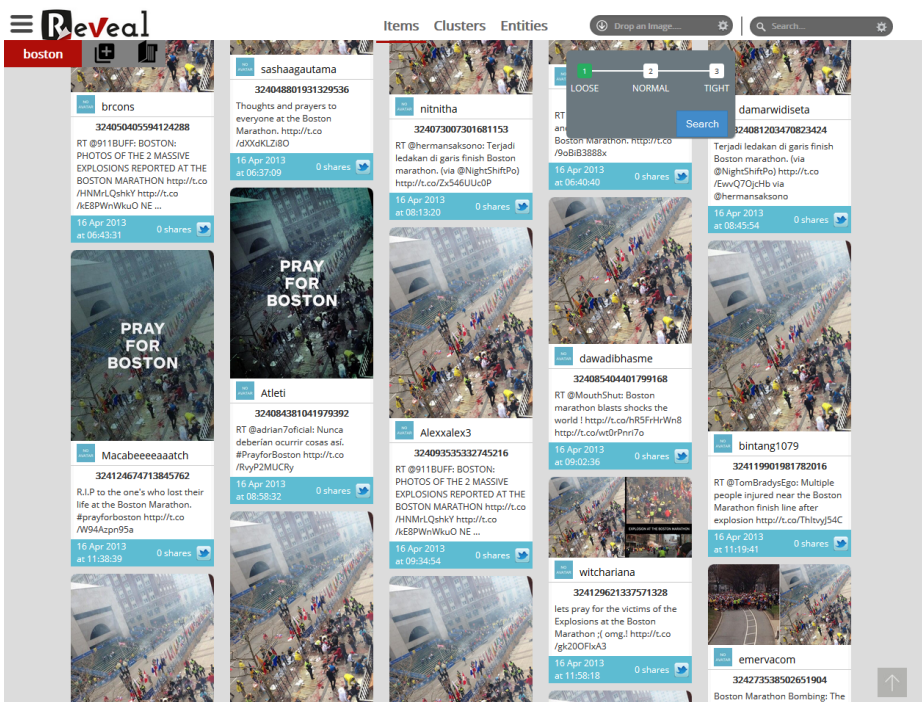 Reveal
Items Clusters Entities
Drop an Image....
Search...
boston
1 2 3
LOOSE NORMAL TIGHT
Search
brcons
324050405594124288
RT @911BUFF: BOSTON:
PHOTOS OF THE 2 MASSIVE
EXPLOSIONS REPORTED AT THE
BOSTON MARATHON http://t.co
/HNMrLQshkY http://t.co
/kE8PWnWkuO NE ...
16 Apr 2013
at 06:43:31
0 shares
PRAY
FOR
BOSTON
NO
AVATAR
Macabeeeeaaatch
324124674713845762
R.I.P to the one's who lost their
life at the Boston Marathon.
#prayforboston http://t.co
/W94Azpn95a
16 Apr 2013
at 11:38:39
0 shares
sashaagautama
324048801931329536
Thoughts and prayers to
everyone at the Boston
Marathon. http://t.co
/dXXdKLZi8O
16 Apr 2013
at 06:37:09
0 shares
PRAY
FOR
BOSTON
Atleti
324084381041979392
RT @adrian7oficial: Nunca
deberían ocurrir cosas así.
#PrayforBoston http://t.co
/RvyP2MUCRy
16 Apr 2013
at 08:58:32
0 shares
nitnitha
324073007301681153
RT @hermansaksono: Terjadi
ledakan di garis finish Boston
marathon. (via @NightShiftPo)
http://t.co/Zx546UUc0P
16 Apr 2013
at 08:13:20
0 shares
Alexxalex3
324093535332745216
RT @911BUFF: BOSTON:
PHOTOS OF THE 2 MASSIVE
EXPLOSIONS REPORTED AT THE
BOSTON MARATHON http://t.co
/HNMrLQshkY http://t.co
/kE8PWnWkuO NE ...
16 Apr 2013
at 09:34:54
0 shares
RT
Boston Marathon. http://t.co
/9oBiB3888x
16 Apr 2013
at 06:40:40
0 shares
dawadibhasme
324085404401799168
RT @MouthShut: Boston
marathon blasts shocks the
world ! http://t.co/hR5FrHrWn8
http://t.co/wt0rPnri7o
16 Apr 2013
at 09:02:36
0 shares
EXPLOSION AT THE BOSTON MARATHON
witchariana
324129621337571328
lets pray for the victims of the
Explosions at the Boston
Marathon ;( omg.! http://t.co
/gk20OFlxA3
16 Apr 2013
at 11:58:18
0 shares
damarwidiseta
324081203470823424
Terjadi ledakan di garis finish
Boston marathon. (via
@NightShiftPo) http://t.co
/EwvQ7OjcHb via
@hermansaksono
16 Apr 2013
at 08:45:54
0 shares
bintang1079
324119901981782016
RT @TomBradysEgo: Multiple
people injured near the Boston
Marathon finish line after
explosion http://t.co/ThltvyJ54C
16 Apr 2013
at 11:19:41
0 shares
emervacom
324273538502651904
Boston Marathon Bombing: The